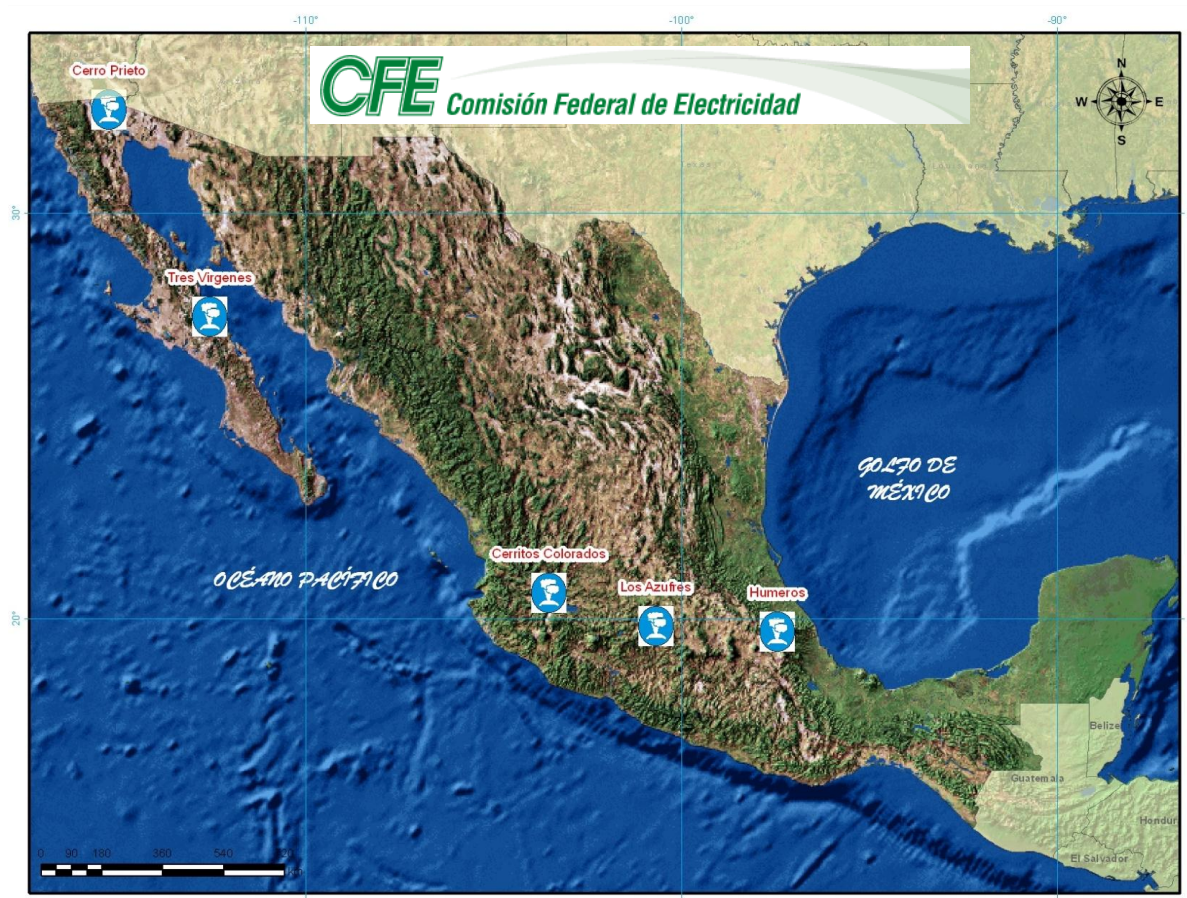 -110°
-100°
-90°
CFE Comisión Federal de Electricidad
Cerro Prieto
N
W
E
S
30°
Tres Virgenes
GOLFO DE
MÉXICO
Cerritos Colorados
OCÉANO PACÍFICO
Los Azufres
Humeros
20°
Belize
Guatemala
Hondur
El Salvador
0 90 180 360 540